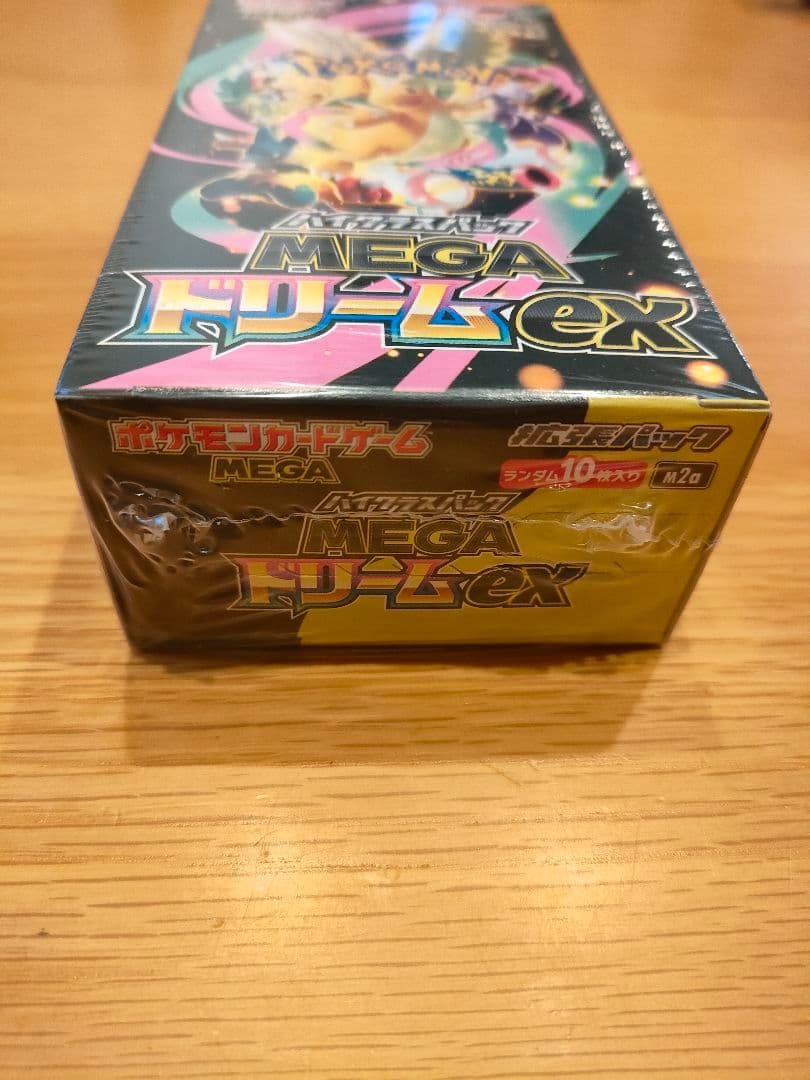 POKÉMON
ハイクラスパック
MEGA
ドリームex
ポケモンカードゲーム
MEGA
拡張パック
ランダム10枚入り
M2a
ハイクラスパック
MEGA
ドリームex